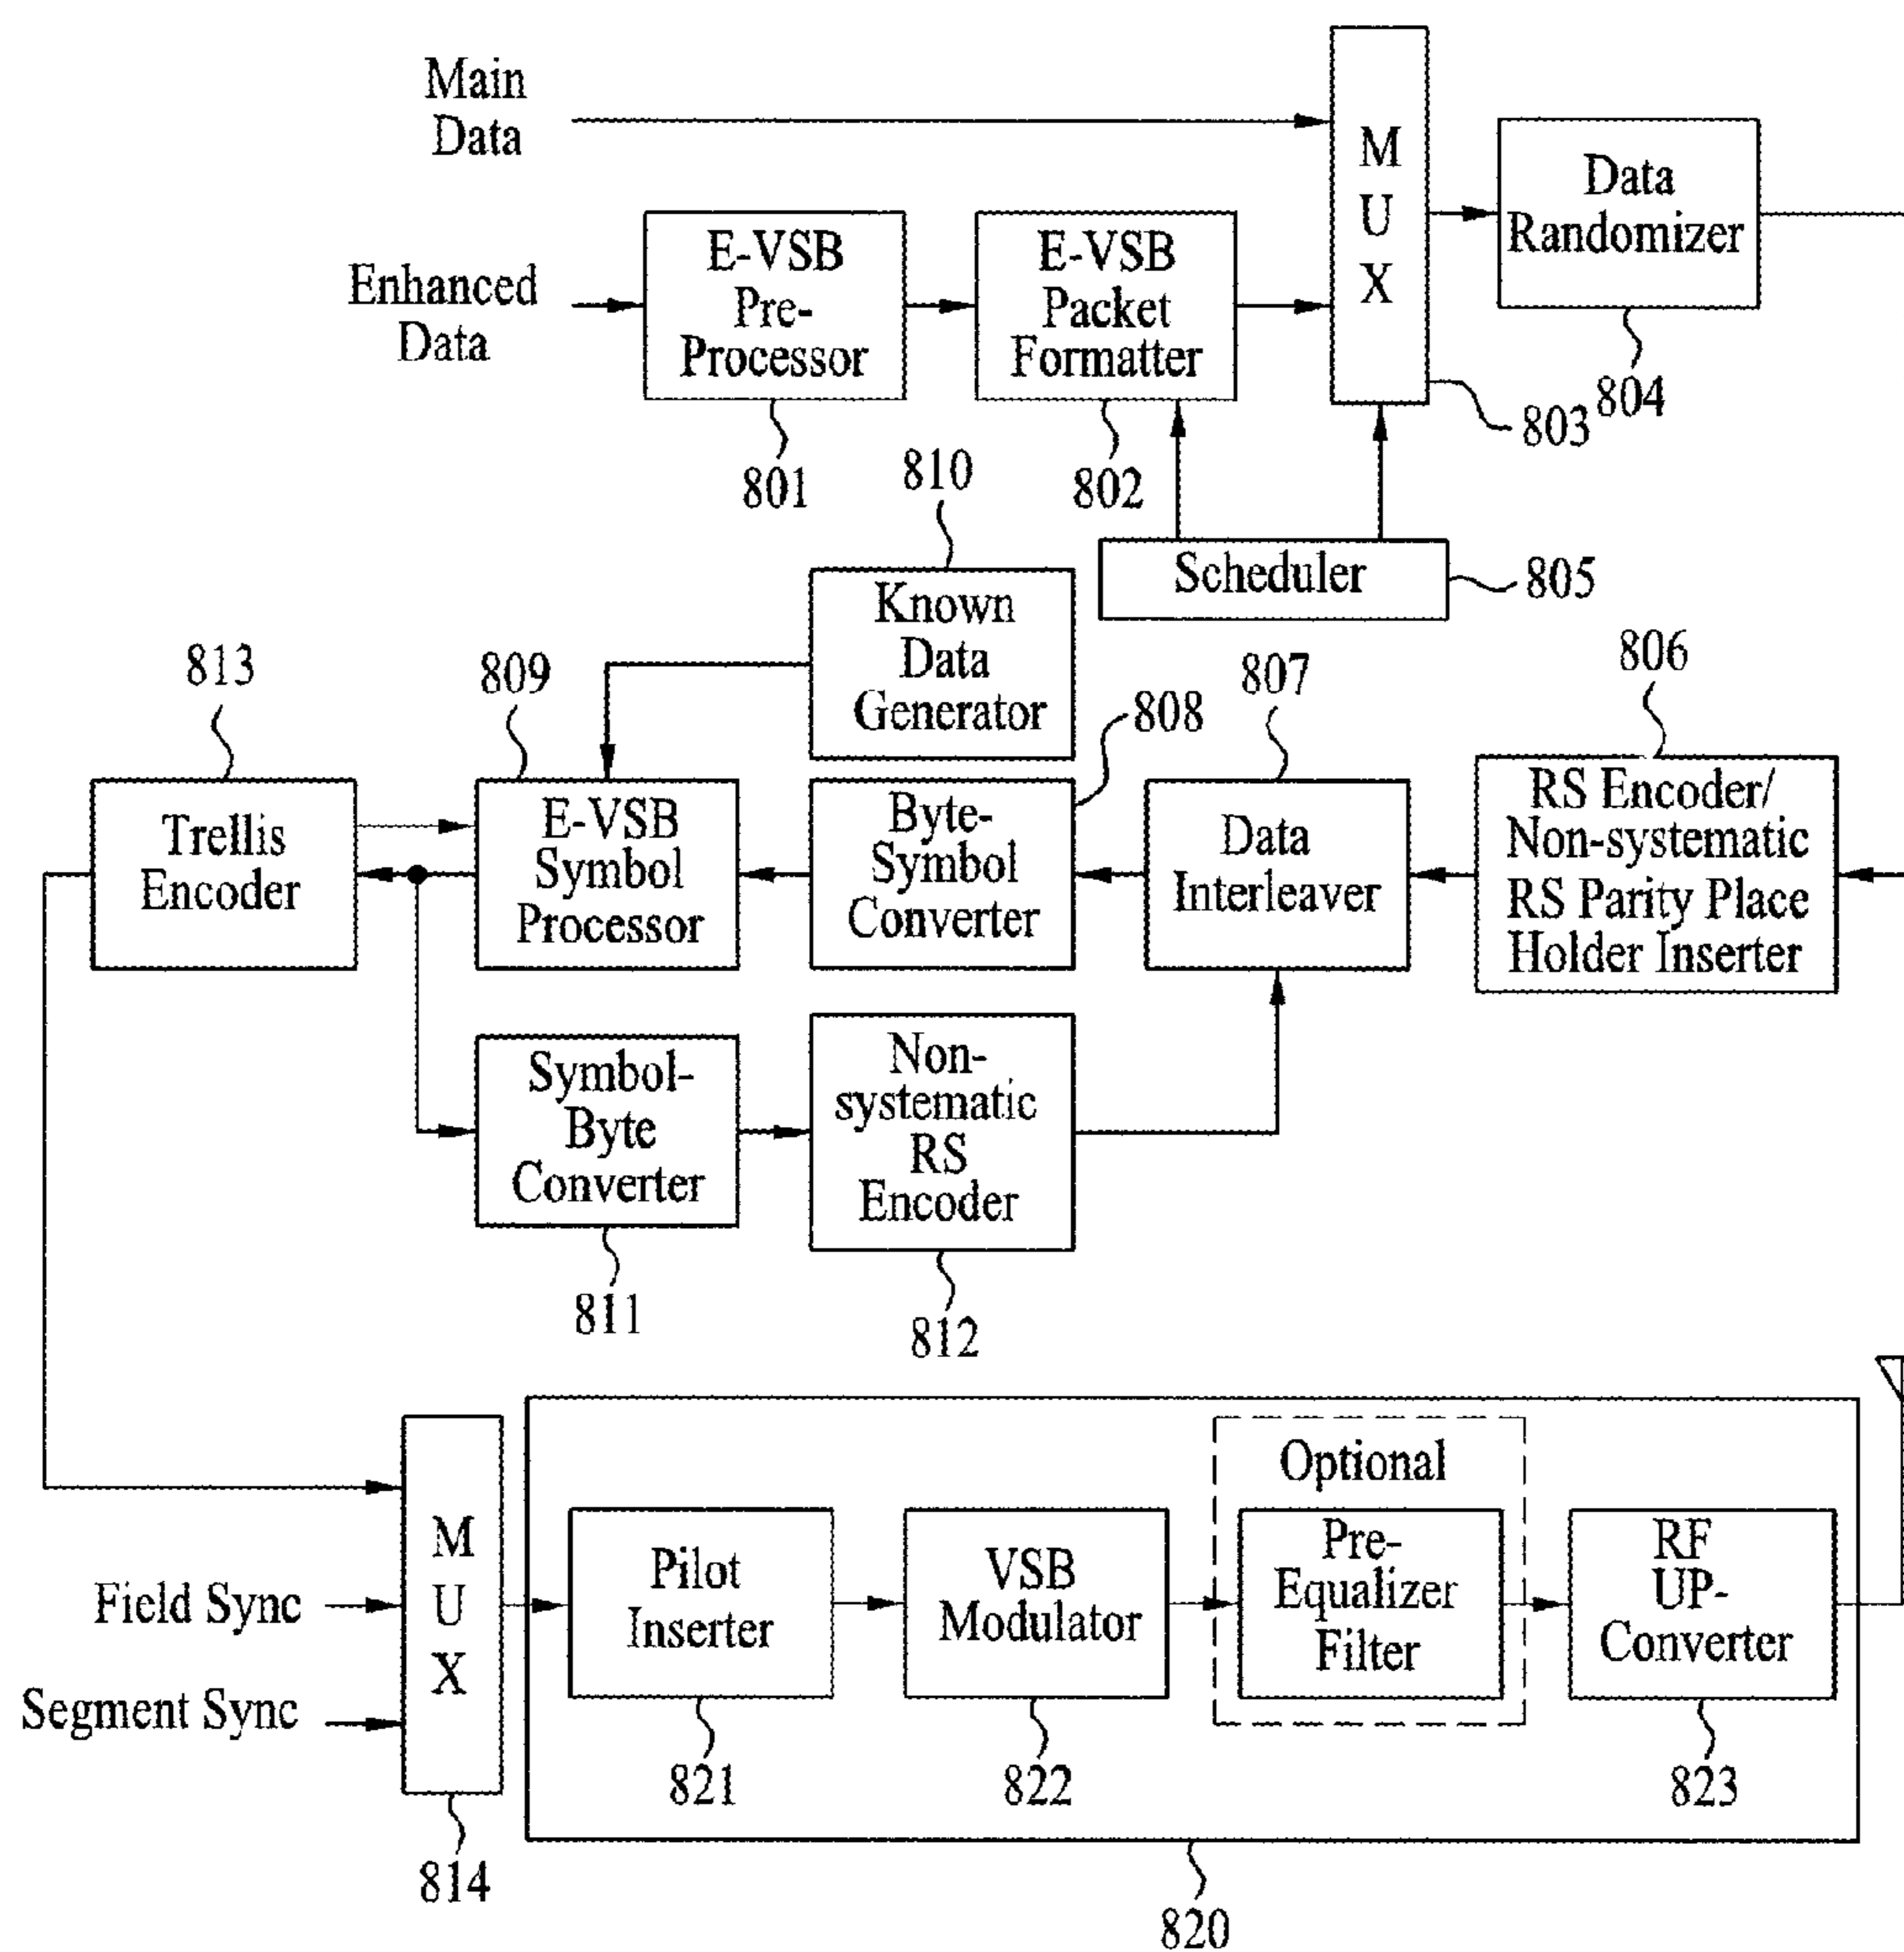 Main
Data
M
U
X
Data
Randomizer
804
803
Enhanced
Data
E-VSB
Pre-
Processor
801
E-VSB
Packet
Formatter
802
Scheduler
805
810
Known
Data
Generator
813
Trellis
Encoder
809
E-VSB
Symbol
Processor
808
Byte-
Symbol
Converter
807
Data
Interleaver
806
RS Encoder/
Non-systematic
RS Parity Place
Holder Inserter
Symbol-
Byte
Converter
811
Non-
systematic
RS
Encoder
812
Field Sync
Segment Sync
M
U
X
814
Pilot
Inserter
821
VSB
Modulator
822
Optional
Pre-
Equalizer
Filter
RF
UP-
Converter
823
820